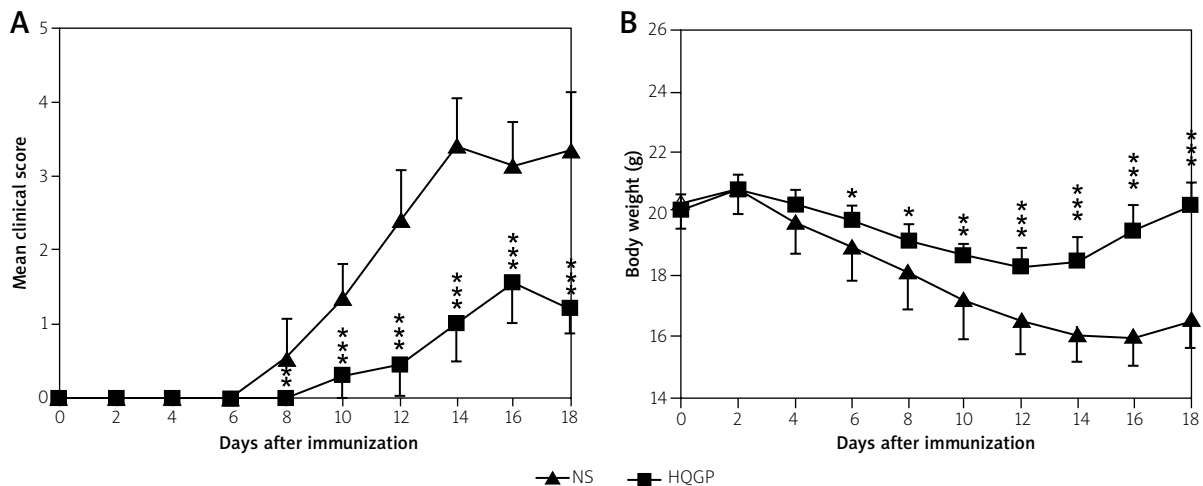 A
5
4
3
2
1
0
Mean clinical score
**
***
***
***
***
***
0 2 4 6 8 10 12 14 16 18
Days after immunization
B
26
24
22
20
18
16
14
Body weight (g)
*
*
**
***
***
***
***
0 2 4 6 8 10 12 14 16 18
Days after immunization
NS HQGP